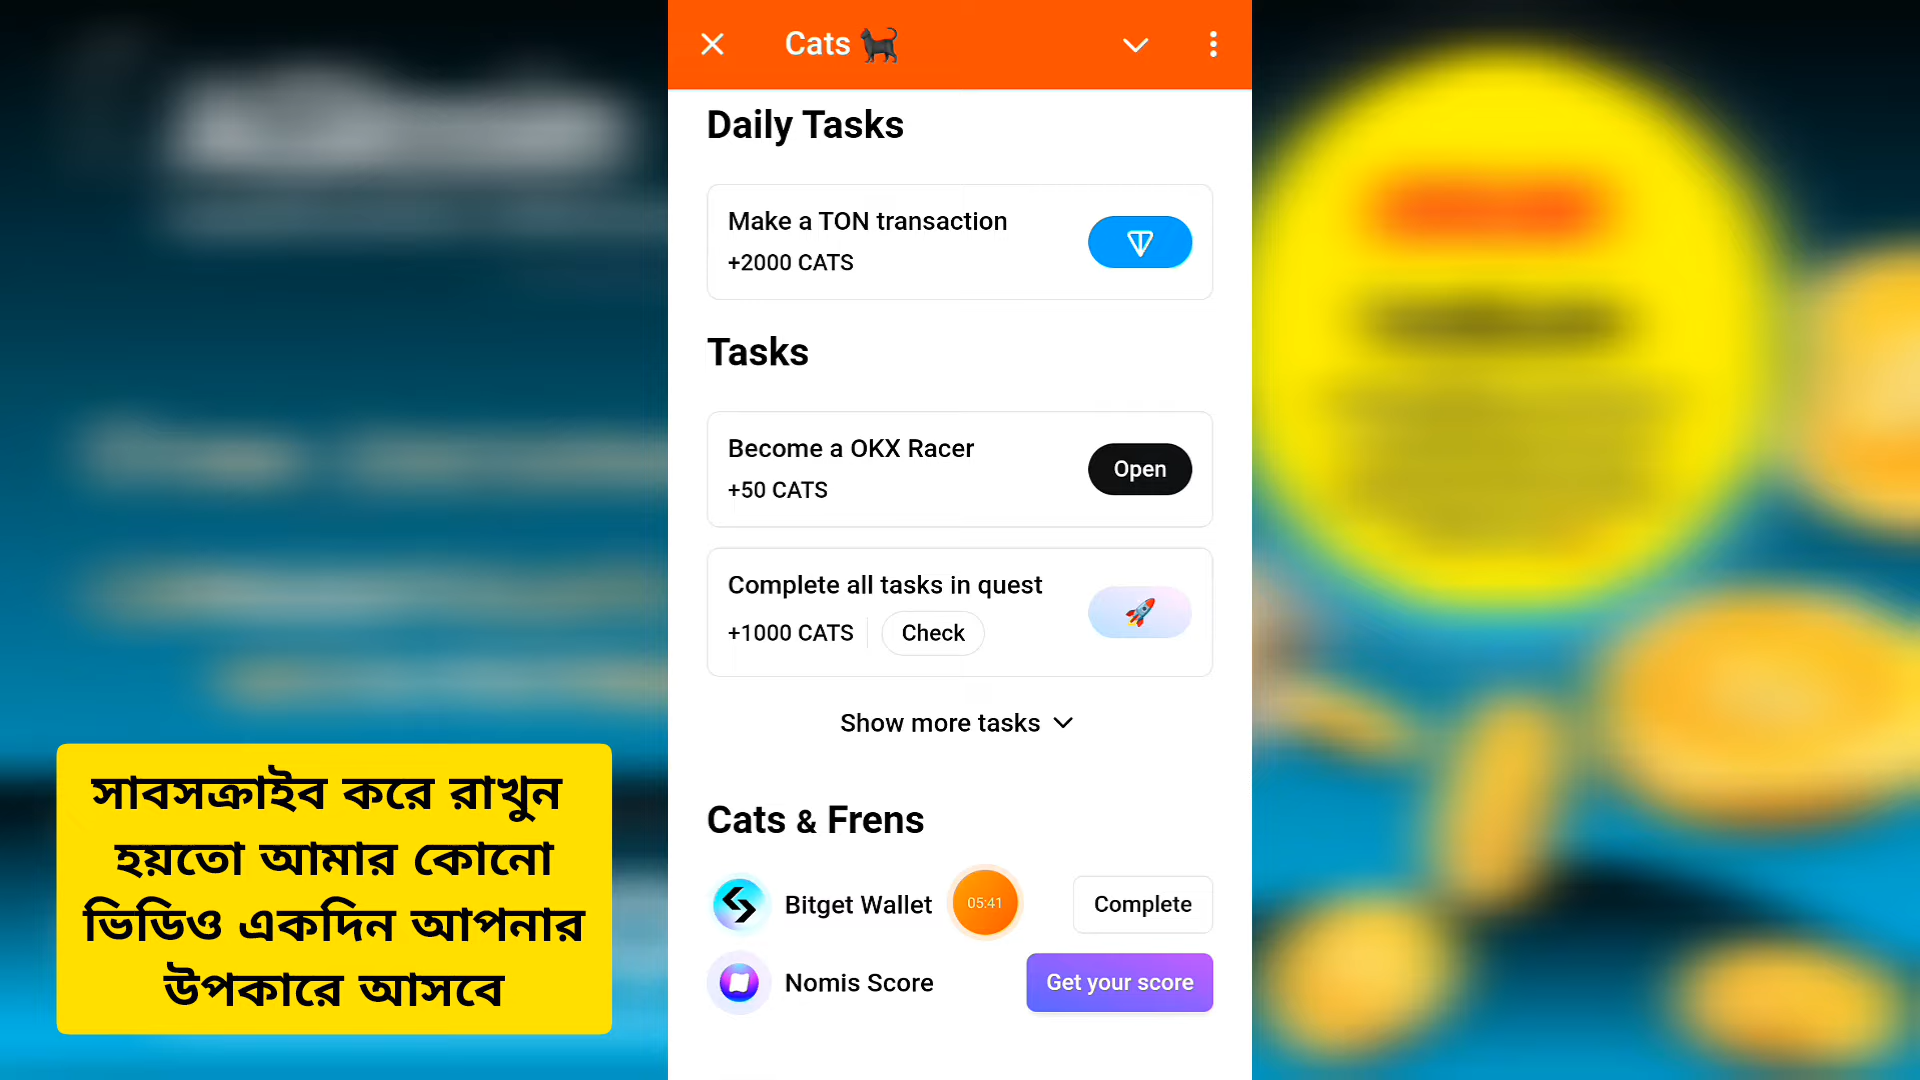 Cats
Daily Tasks
Make a TON transaction
+2000 CATS
Tasks
Become a OKX Racer
+50 CATS
Open
Complete all tasks in quest
+1000 CATS
Check
Show more tasks
Cats & Frens
Bitget Wallet
05:41
Complete
Nomis Score
Get your score
সাবসক্রাইব করে রাখুন
হয়তো আমার কোনো
ভিডিও একদিন আপনার
উপকারে আসবে